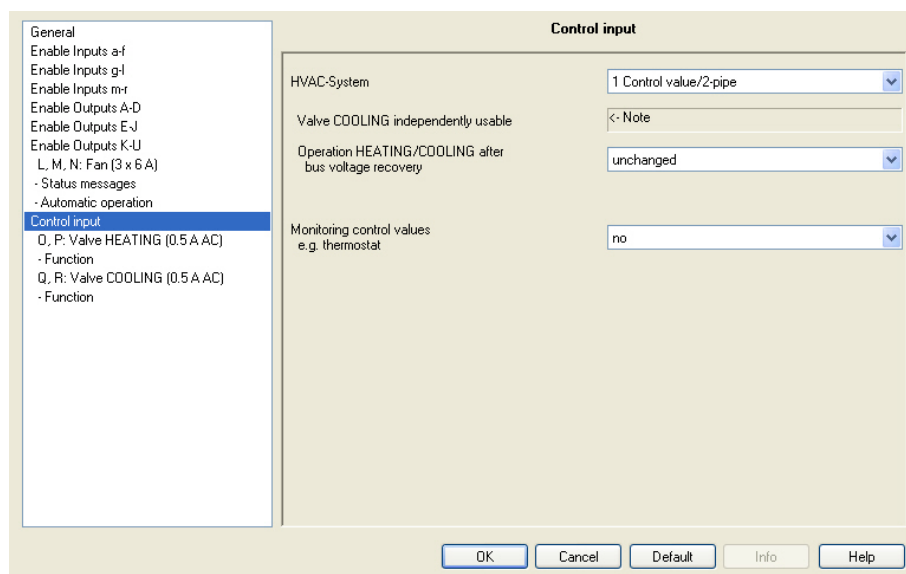 Control input
General
Enable Inputs a-f
Enable Inputs g-l
Enable Inputs m-r
Enable Outputs A-D
Enable Outputs E-J
Enable Outputs K-U
L, M, N: Fan (3 x 6 A)
- Status messages
- Automatic operation
Control input
O, P: Valve HEATING (0.5 A AC)
- Function
Q, R: Valve COOLING (0.5 A AC)
- Function
HVAC-System
1 Control value/2-pipe
Valve COOLING independently usable
<- Note
Operation HEATING/COOLING after
bus voltage recovery
unchanged
Monitoring control values
e.g. thermostat
no
OK
Cancel
Default
Info
Help